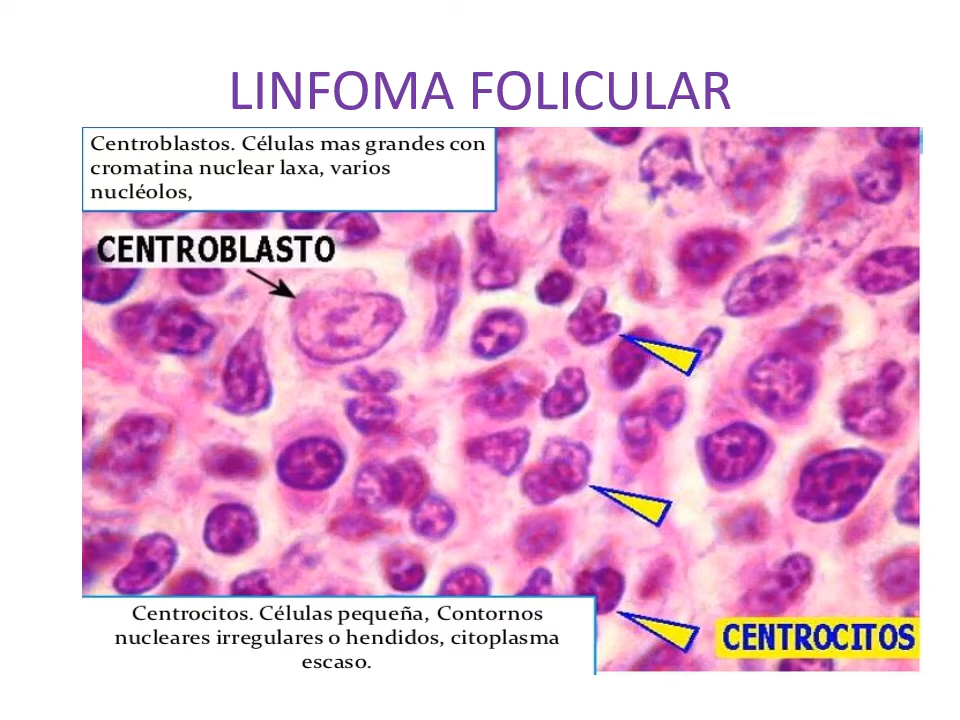 LINFOMA FOLICULAR
Centroblastos. Células mas grandes con
cromatina nuclear laxa, varios
nucléolos,
CENTROBLASTO
Centrocitos. Células pequeña, Contornos
nucleares irregulares o hendidos, citoplasma
escaso.
CENTROCITOS